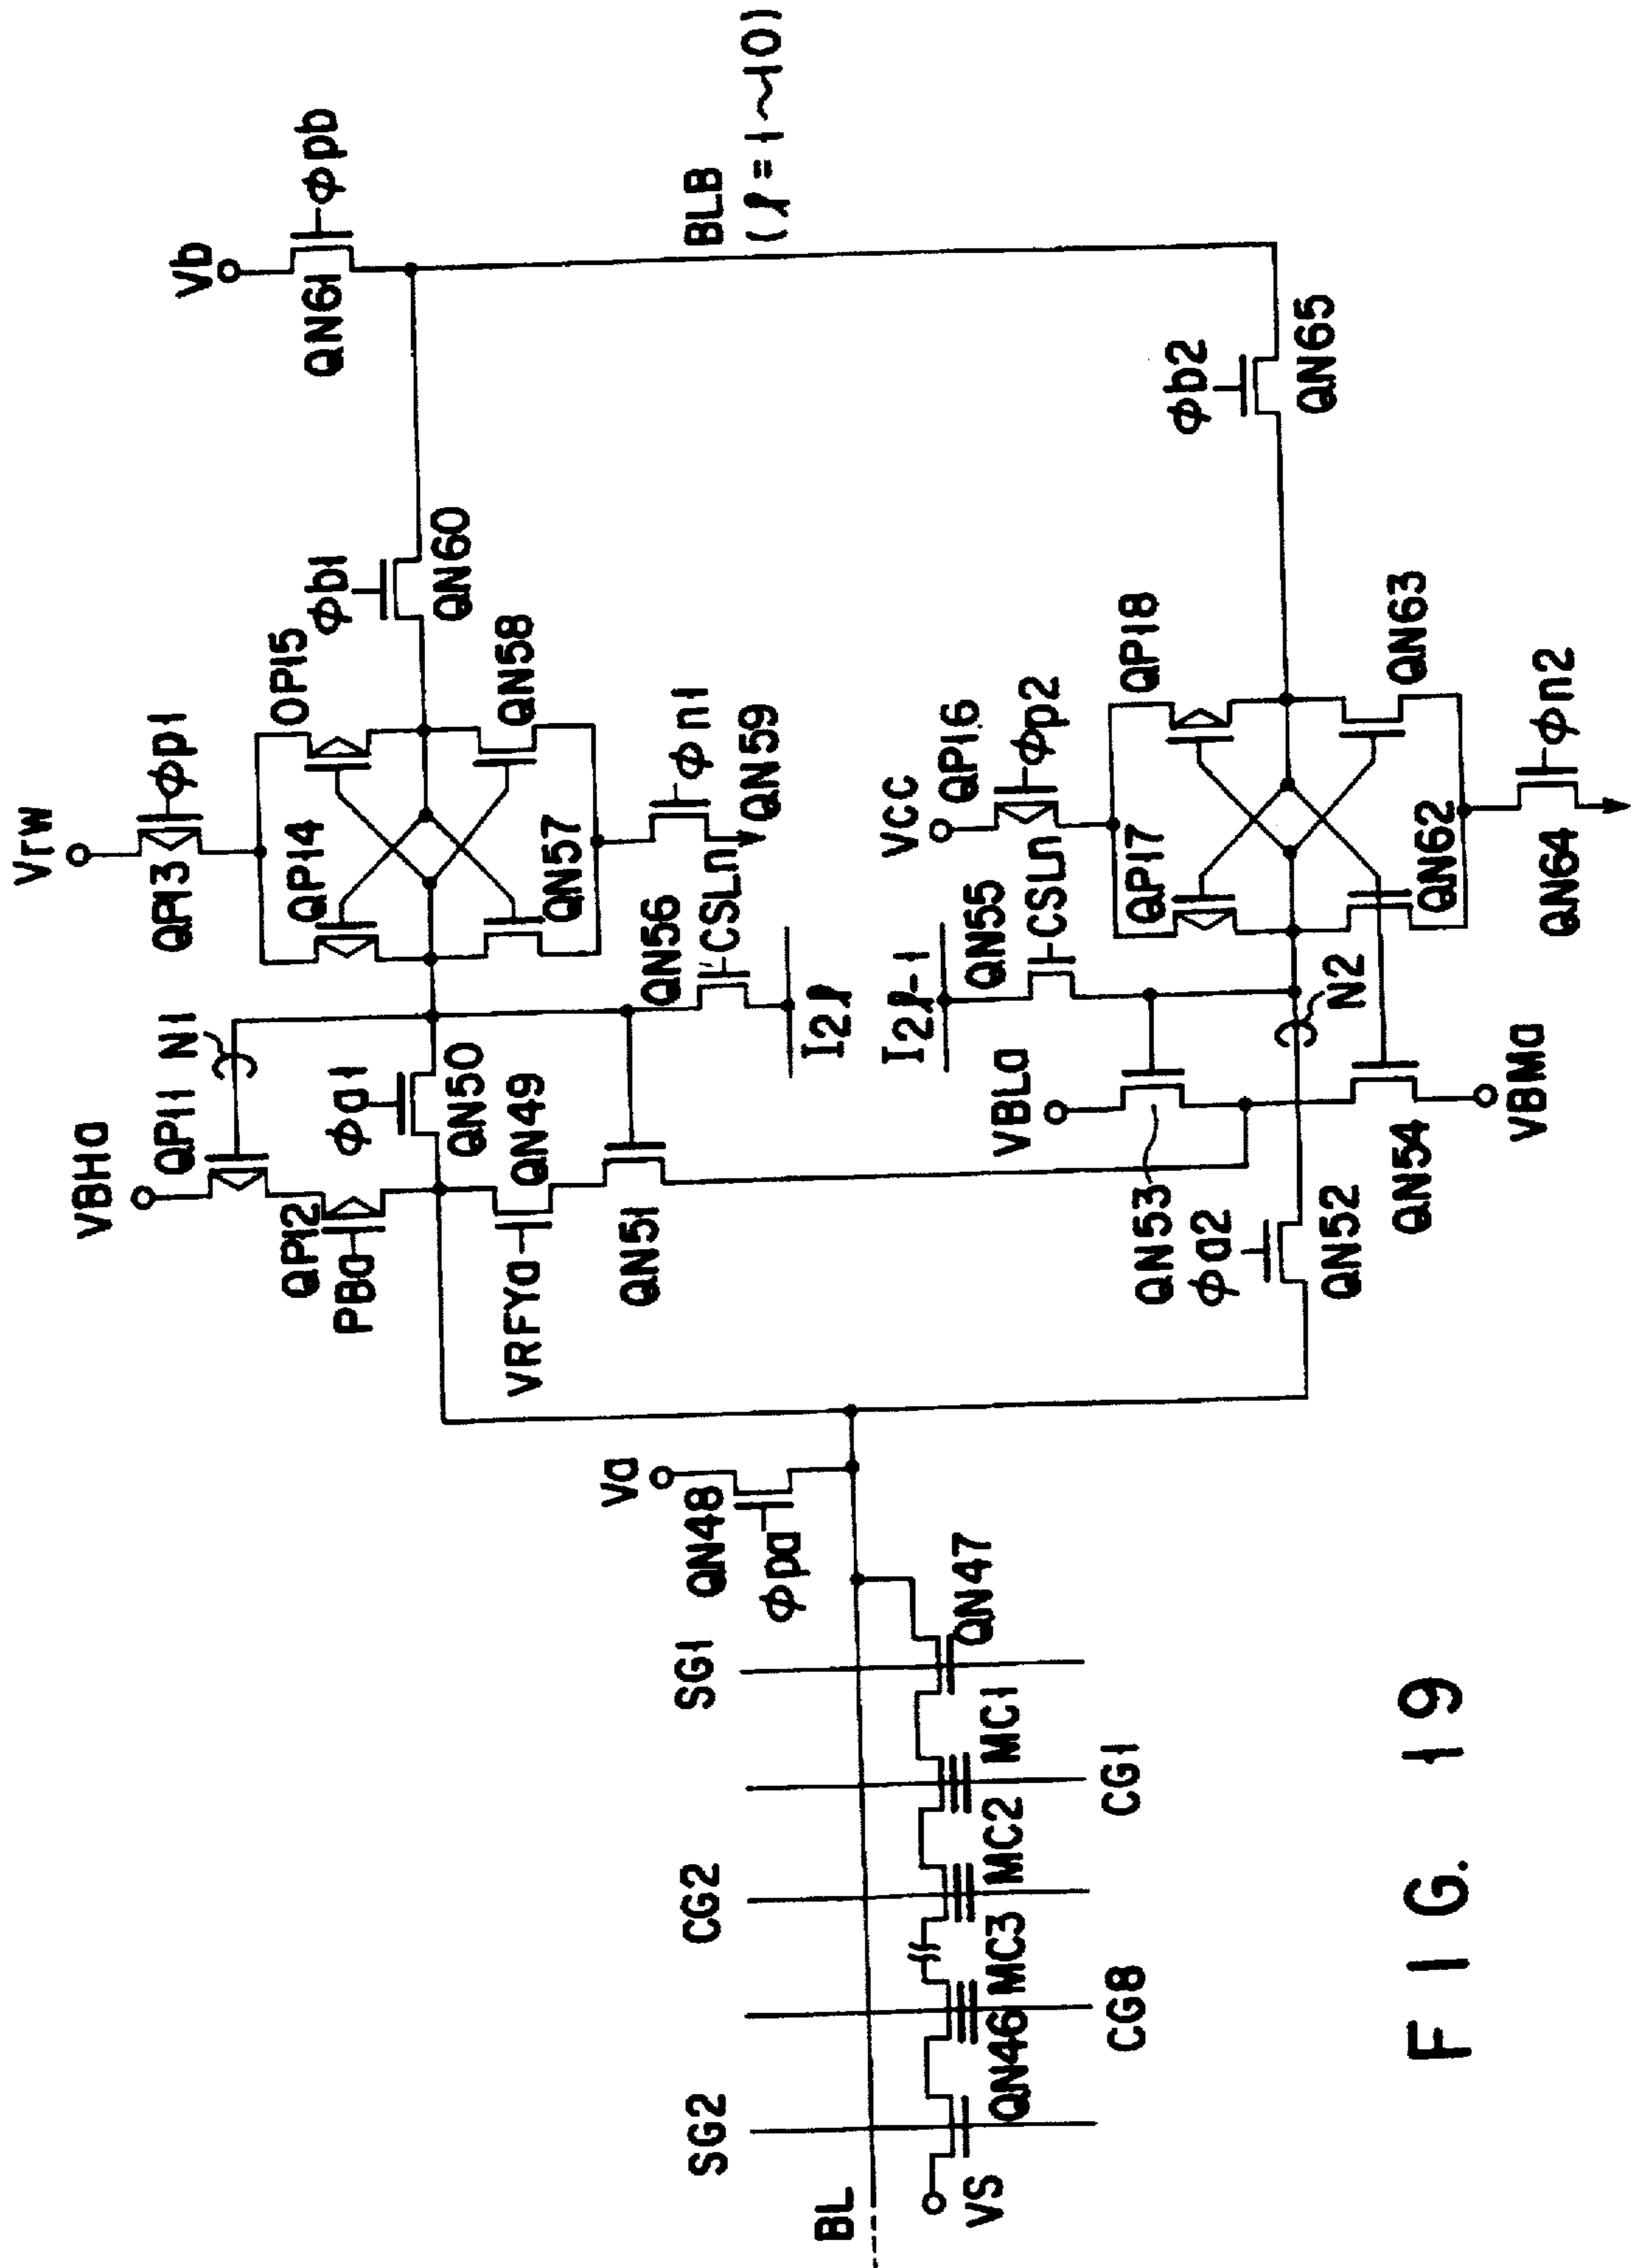 Vrw
Vb
QP13
Φp1
QN61
Φpb
VBHa
QP11
N1
QP14
OP15
Φb1
QN60
QP12
PBa
Φa1
QN50
QN57
QN58
VRFYa
QN49
QN56
CSLn
Φn1
QN59
BLB
(ℓ=1~10)
QN51
I2ℓ
Va
QN48
Φpa
I2ℓ-1
QN55
CSLn
VCC
QP16
Φp2
QP17
QP18
VBLa
QN53
Φa2
QN52
N2
QN62
QN63
Φb2
QN65
QN54
VBMa
QN64
Φn2
SG2
CG2
SG1
BL
VS
QN46
MC3
MC2
MC1
QN47
CG8
CG1
FIG. 19